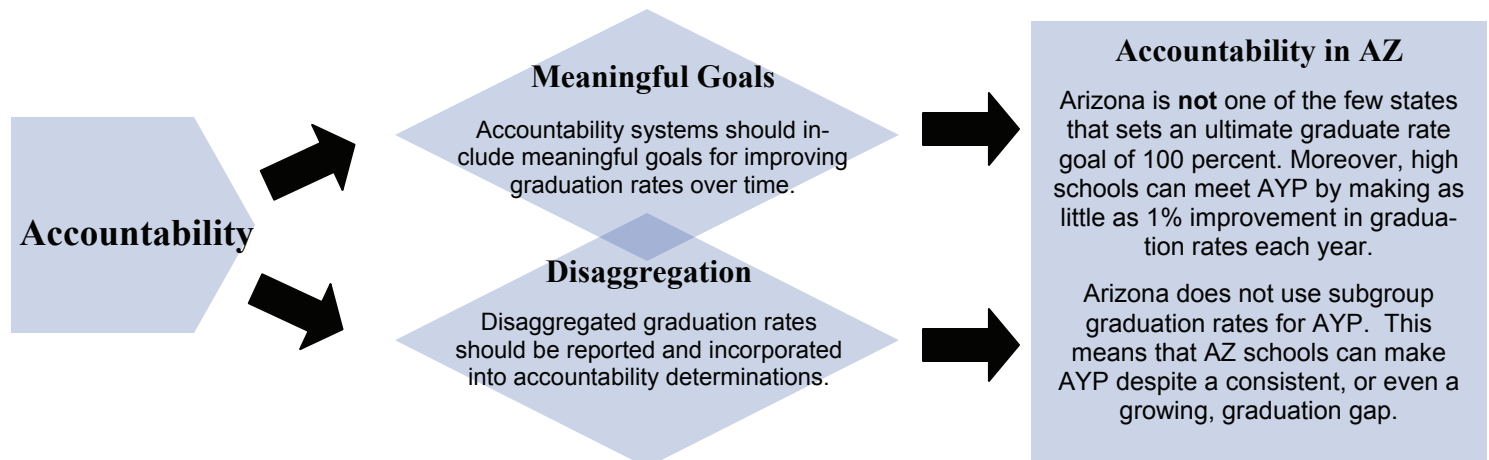 Accountability
Meaningful Goals
Accountability systems should in-
clude meaningful goals for improving
graduation rates over time.
Disaggregation
Disaggregated graduation rates
should be reported and incorporated
into accountability determinations.
Accountability in AZ
Arizona is not one of the few states
that sets an ultimate graduate rate
goal of 100 percent. Moreover, high
schools can meet AYP by making as
little as 1% improvement in gradua-
tion rates each year.
Arizona does not use subgroup
graduation rates for AYP.  This
means that AZ schools can make
AYP despite a consistent, or even a
growing, graduation gap.